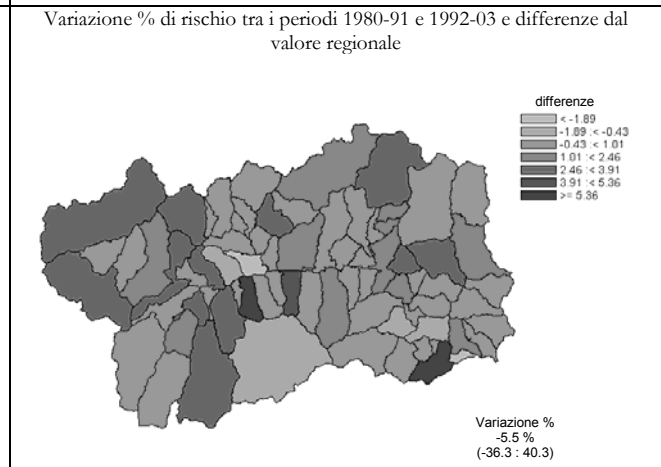 Variazione % di rischio tra i periodi 1980-91 e 1992-03 e differenze dal
valore regionale
differenze
< -1.89
-1.89 :< -0.43
-0.43 :< 1.01
1.01 :< 2.46
2.46 :< 3.91
3.91 :< 5.36
>= 5.36
Variazione %
-5.5 %
(-36.3 : 40.3)